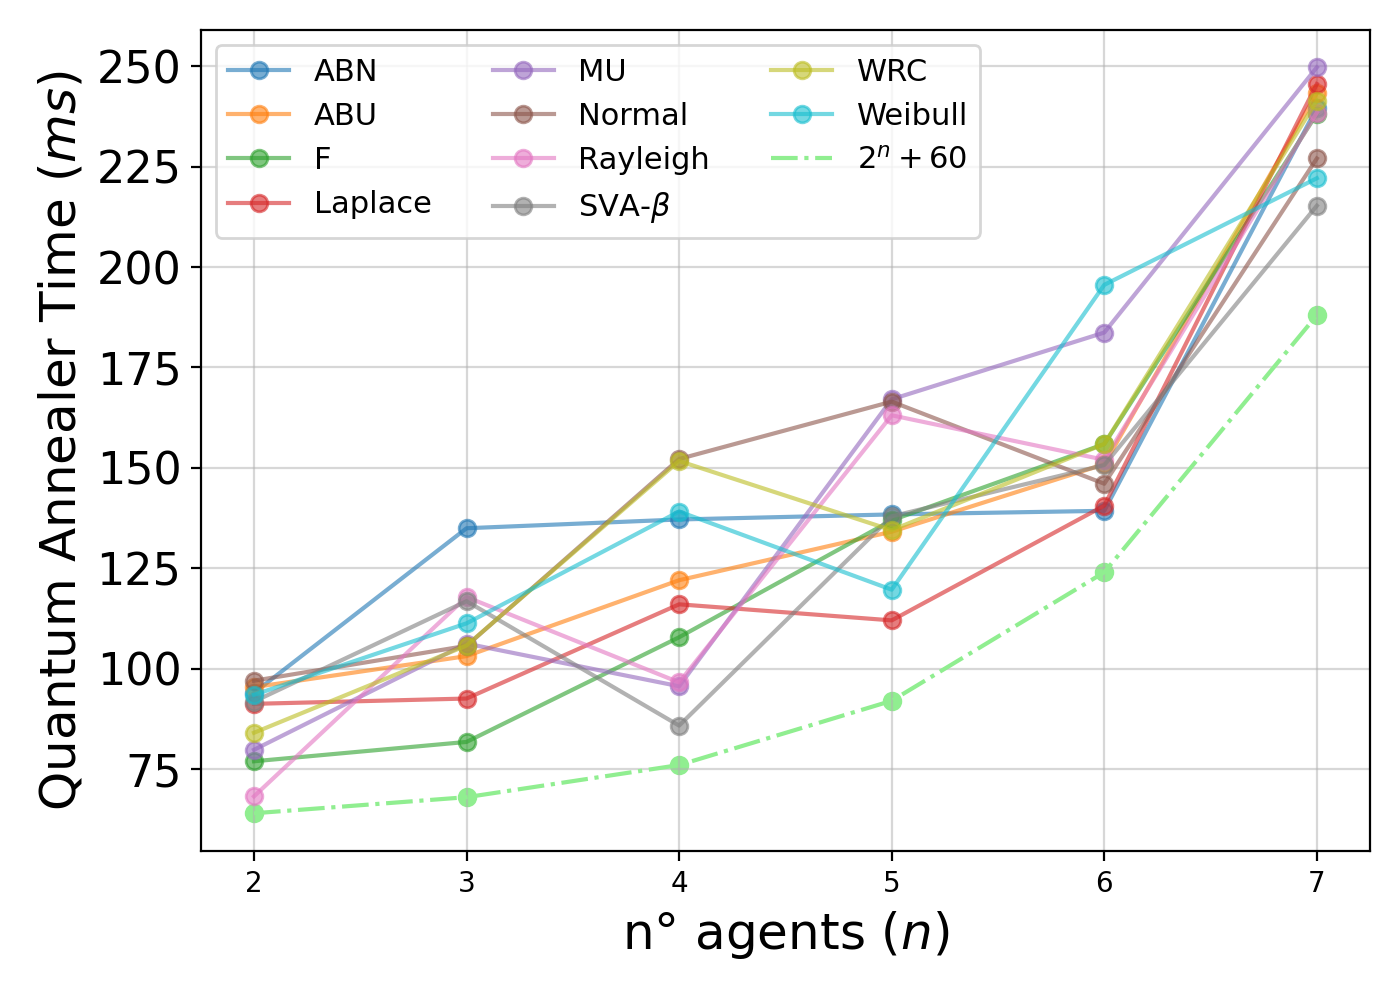 250
225
200
175
150
125
100
75
Quantum Annealer Time (ms)
ABN
ABU
F
Laplace
MU
Normal
Rayleigh
SVA-β
WRC
Weibull
2ⁿ + 60
2 3 4 5 6 7
n° agents (n)